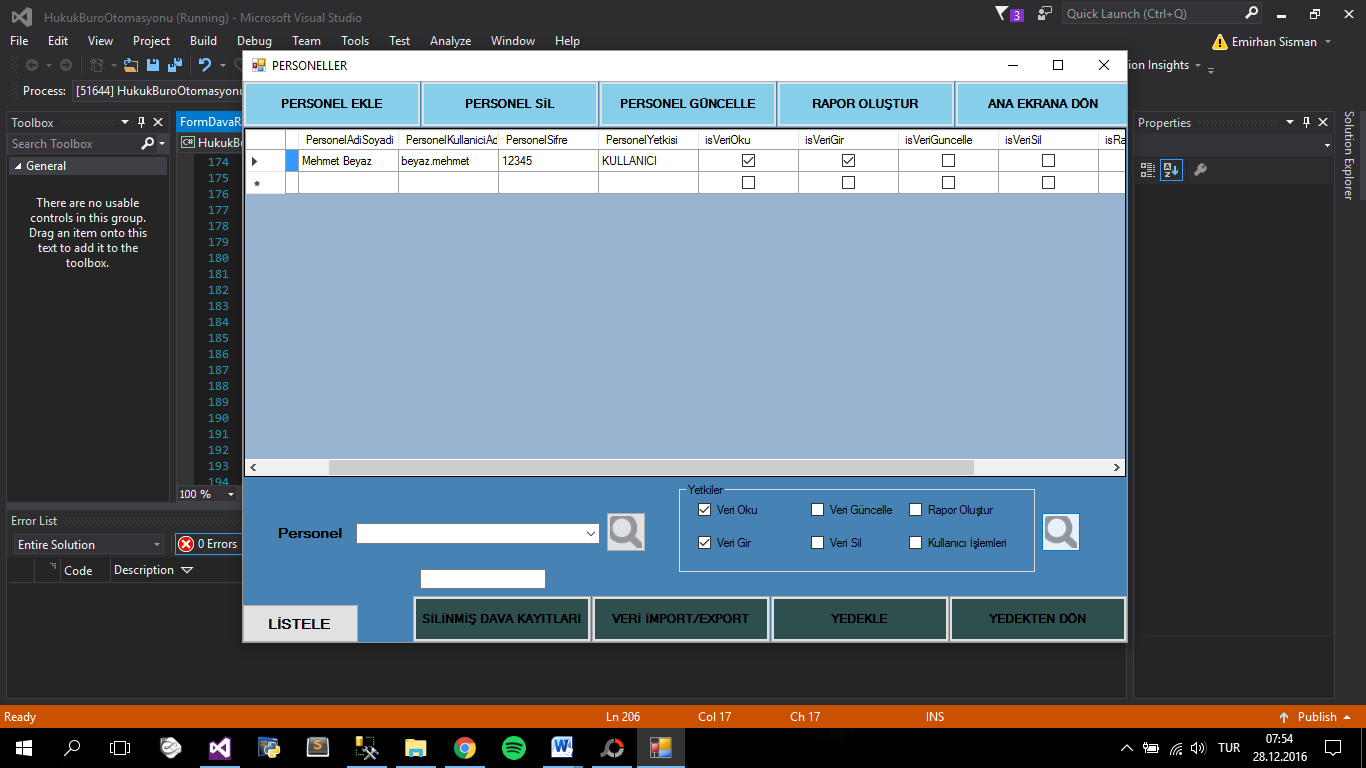 HukukBuroOtomasyonu (Running) - Microsoft Visual Studio
3
Quick Launch (Ctrl+Q)
File Edit View Project Build Debug Team Tools Test Analyze Window Help
Emirhan Sisman
Process: [51644] HukukBuroOtomasyonu
ion Insights
PERSONELLER
PERSONEL EKLE
PERSONEL SİL
PERSONEL GÜNCELLE
RAPOR OLUŞTUR
ANA EKRANA DÖN
Toolbox
Search Toolbox
General
There are no usable
controls in this group.
Drag an item onto this
text to add it to the
toolbox.
FormDavaR
C# HukukB
174
175
176
177
178
179
180
181
182
183
184
185
186
187
188
189
190
191
192
193
194
100 %
PersonelAdiSoyadi PersonelKullaniciAd PersonelSifre PersonelYetkisi isVeriOku isVeriGir isVeriGuncelle isVeriSil isRa
Mehmet Beyaz beyaz.mehmet 12345 KULLANICI
Properties
Solution Explorer
Error List
Entire Solution
0 Errors
Code Description
Personel
Yetkiler
Veri Oku Veri Güncelle Rapor Oluştur
Veri Gir Veri Sil Kullanıcı İşlemleri
LİSTELE
SİLİNMİŞ DAVA KAYITLARI
VERİ İMPORT/EXPORT
YEDEKLE
YEDEKTEN DÖN
Ready
Ln 206
Col 17
Ch 17
INS
Publish
TUR
07:54
28.12.2016